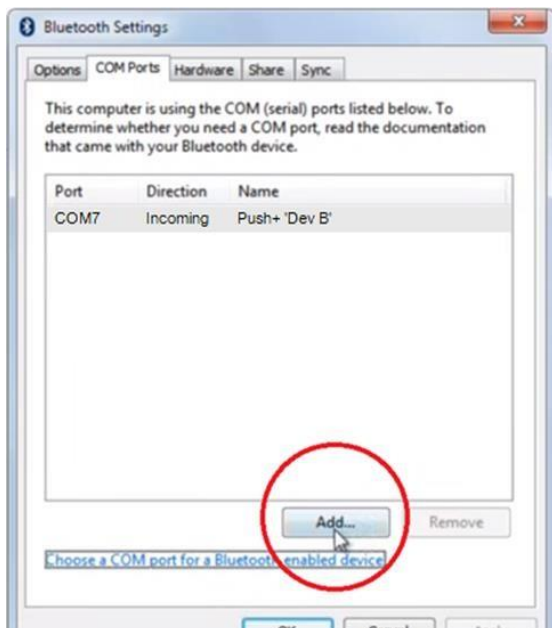 Bluetooth Settings
Options COM Ports Hardware Share Sync
This computer is using the COM (serial) ports listed below. To
determine whether you need a COM port, read the documentation
that came with your Bluetooth device.
Port Direction Name
COM7 Incoming Push+ 'Dev B'
Add... Remove
Choose a COM port for a Bluetooth enabled device